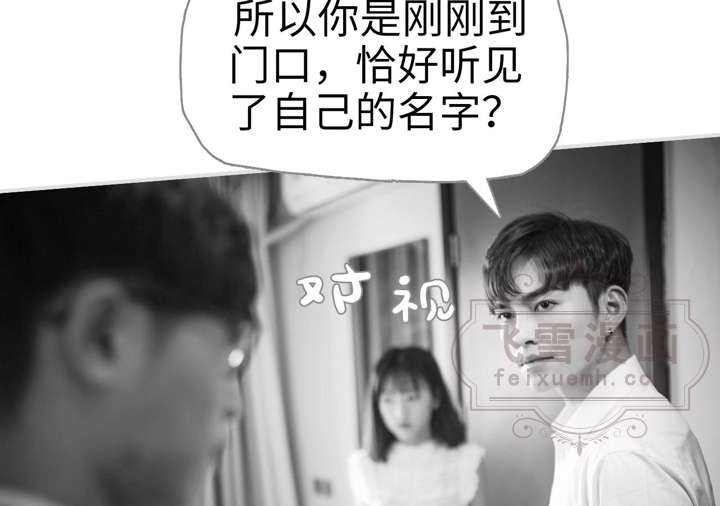 所以你是刚刚到
门口，恰好听见
了自己的名字？
对视
飞雪漫画
feixuemh.com